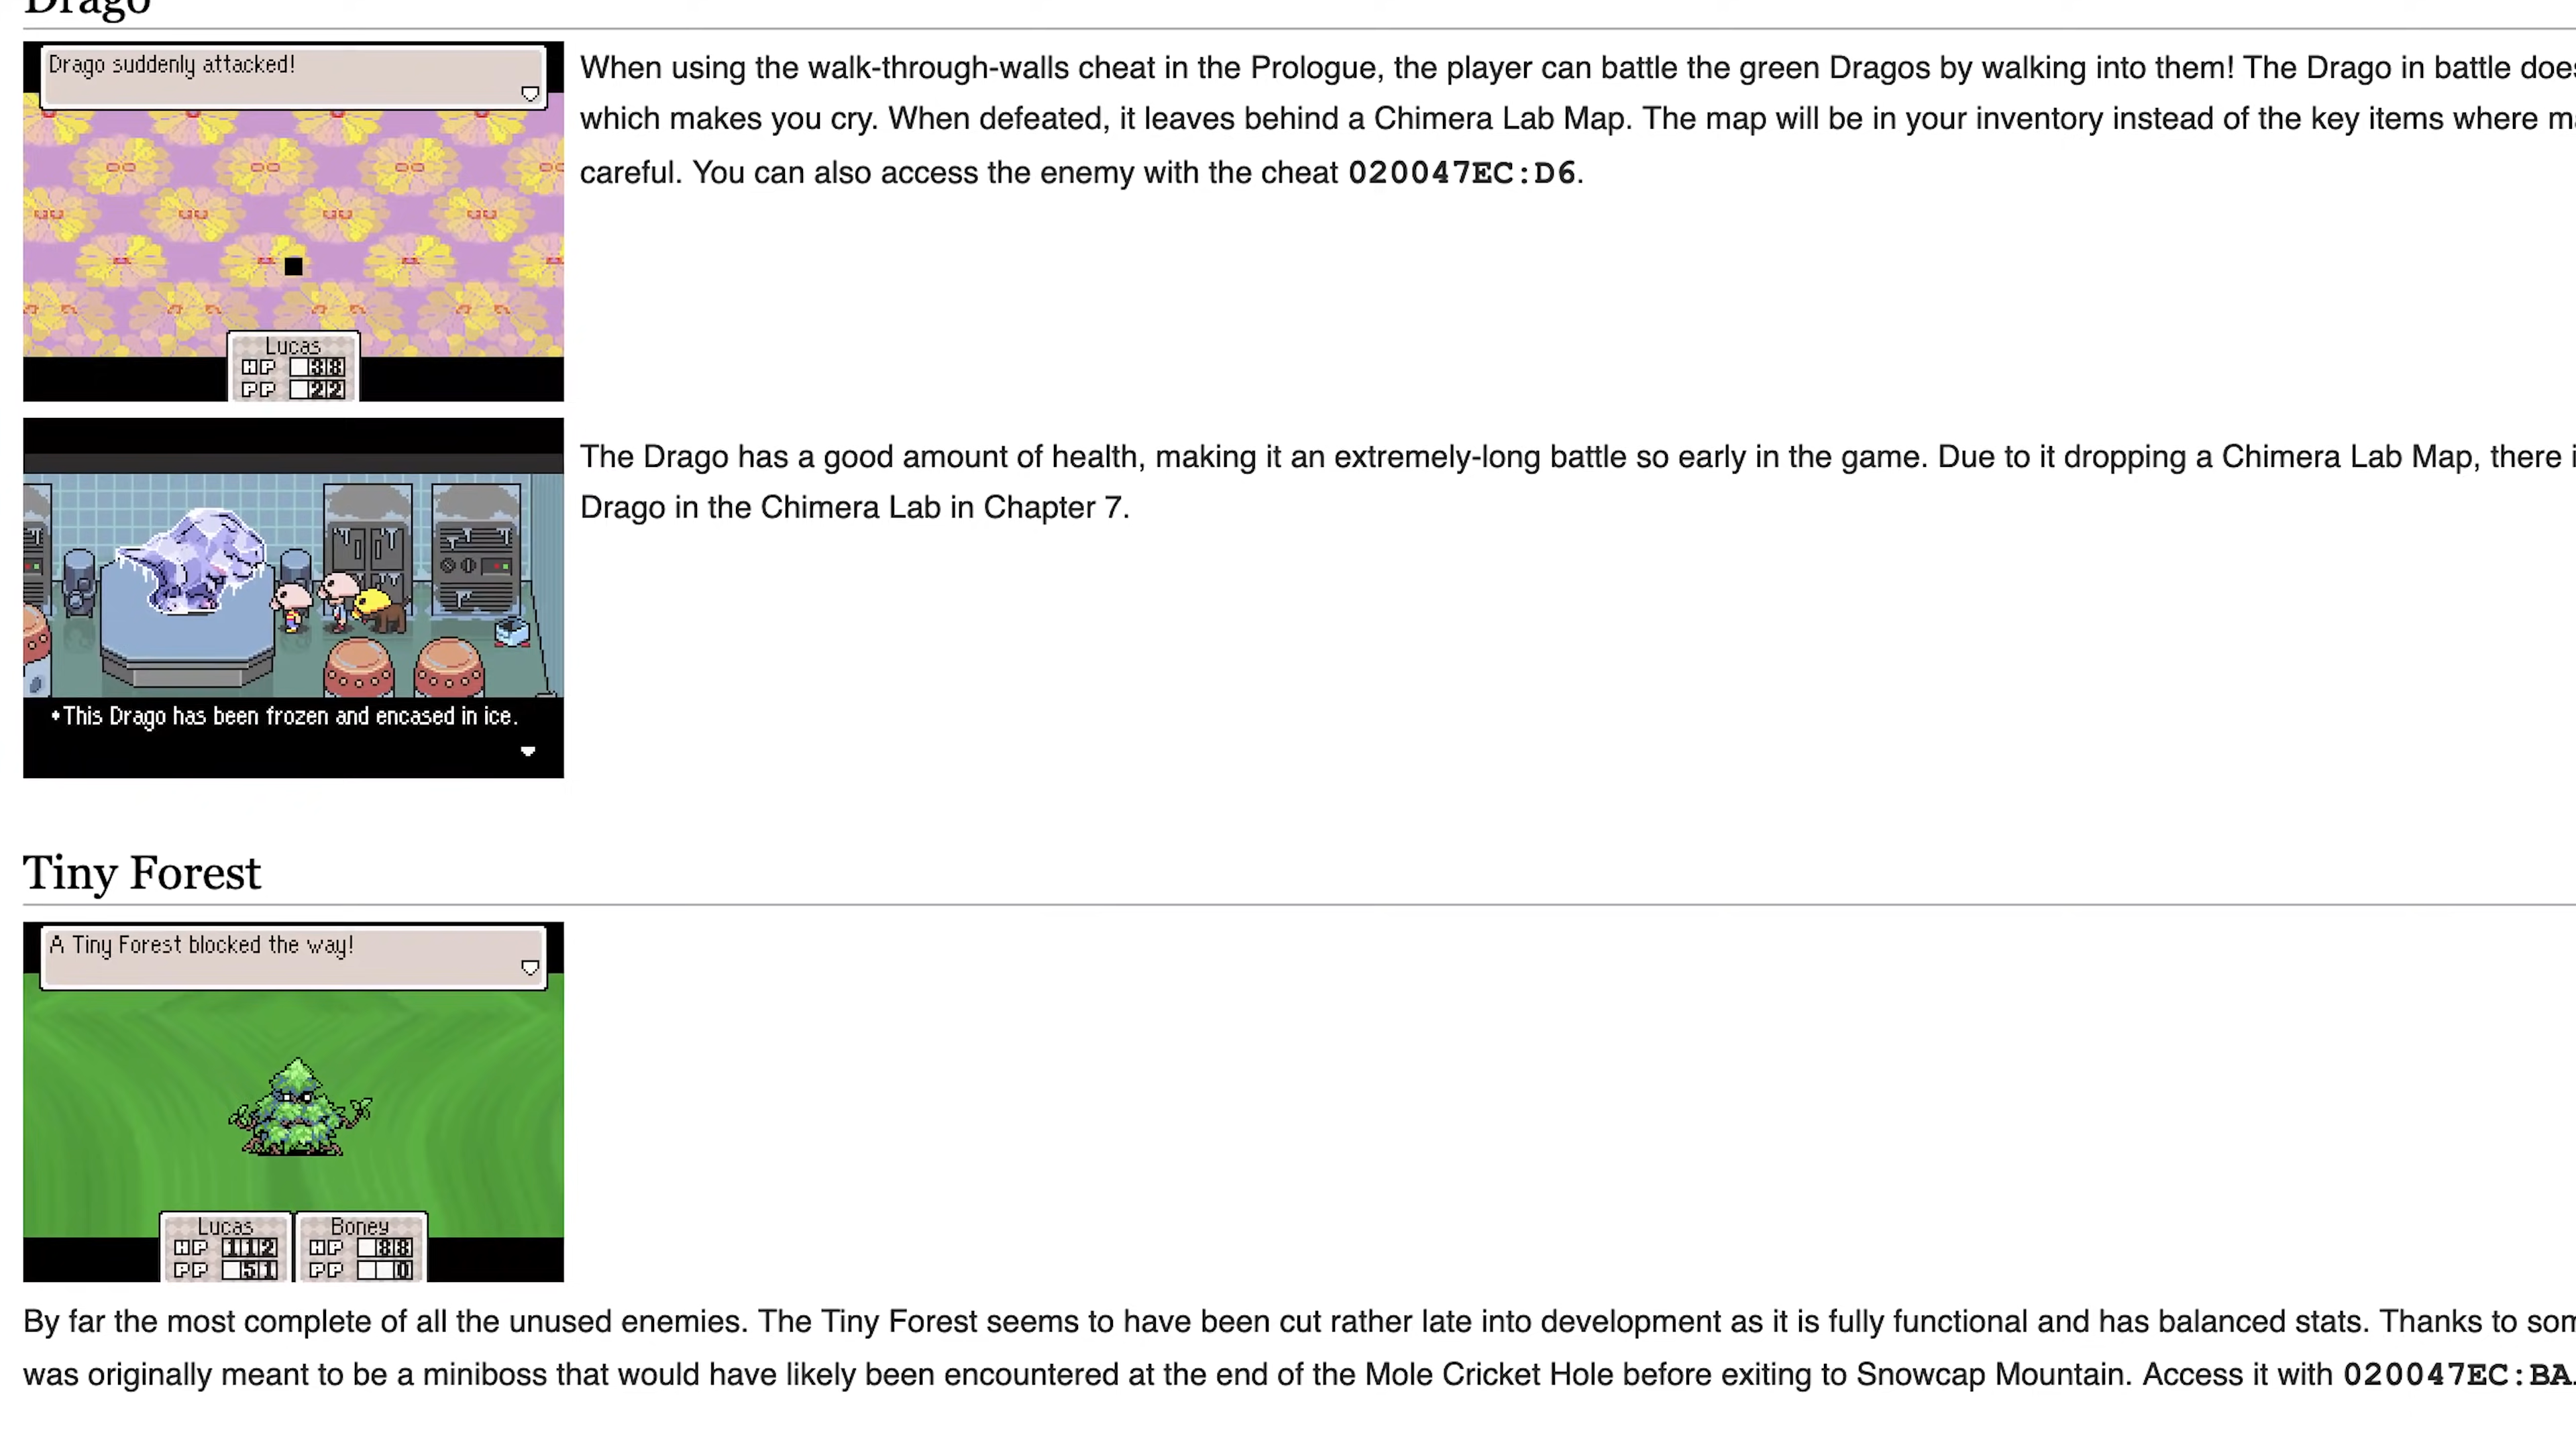 Drago
Drago suddenly attacked!
Lucas
HP 38
PP 22
When using the walk-through-walls cheat in the Prologue, the player can battle the green Dragos by walking into them! The Drago in battle
which makes you cry. When defeated, it leaves behind a Chimera Lab Map. The map will be in your inventory instead of the key items where
careful. You can also access the enemy with the cheat 020047EC:D6.
The Drago has a good amount of health, making it an extremely-long battle so early in the game. Due to it dropping a Chimera Lab Map, there
Drago in the Chimera Lab in Chapter 7.
•This Drago has been frozen and encased in ice.
Tiny Forest
A Tiny Forest blocked the way!
Lucas Boney
HP 112 HP 88
PP 51 PP 0
By far the most complete of all the unused enemies. The Tiny Forest seems to have been cut rather late into development as it is fully functional and has balanced stats. Thanks to
was originally meant to be a miniboss that would have likely been encountered at the end of the Mole Cricket Hole before exiting to Snowcap Mountain. Access it with 020047EC:BA.